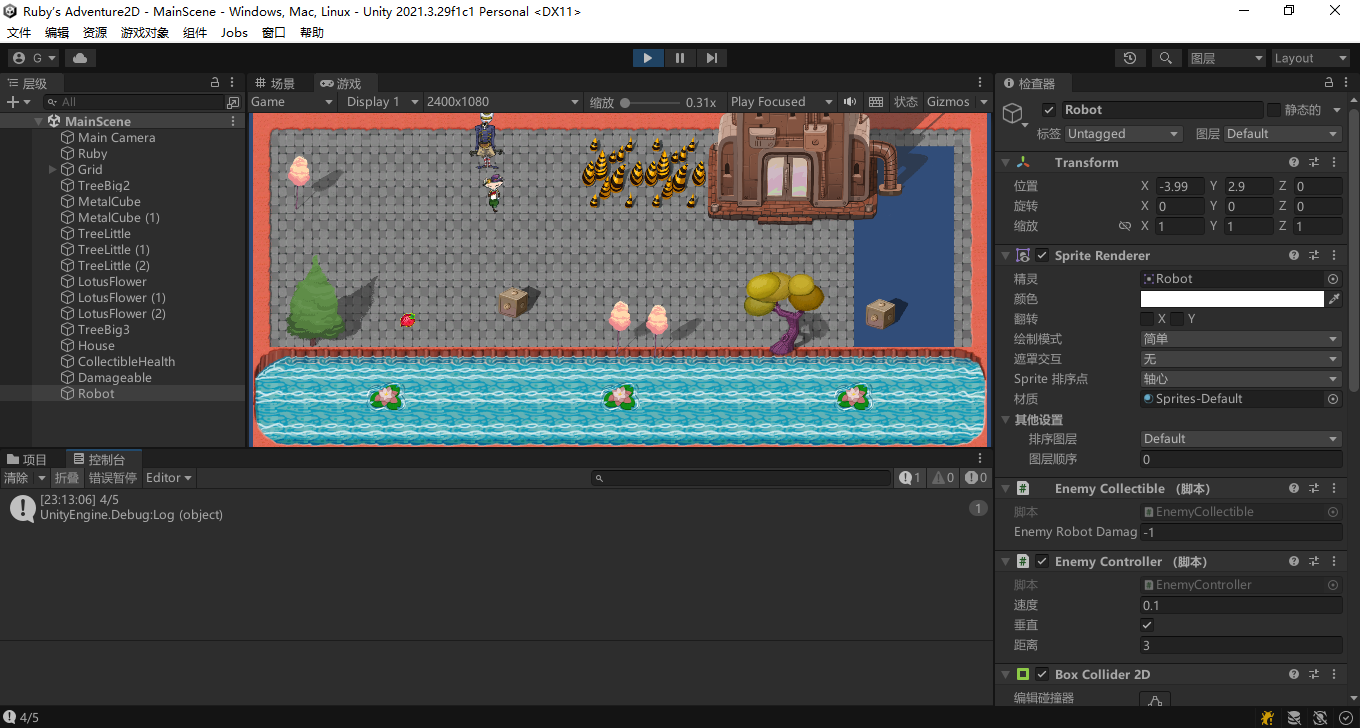 Ruby's Adventure2D - MainScene - Windows, Mac, Linux - Unity 2021.3.29f1c1 Personal <DX11>
文件 编辑 资源 游戏对象 组件 Jobs 窗口 帮助
G
图层 Layout
层级
All
MainScene
Main Camera
Ruby
Grid
TreeBig2
MetalCube
MetalCube (1)
TreeLittle
TreeLittle (1)
TreeLittle (2)
LotusFlower
LotusFlower (1)
LotusFlower (2)
TreeBig3
House
CollectibleHealth
Damageable
Robot
场景 游戏
Game Display 1 2400x1080 缩放 0.31x Play Focused 状态 Gizmos
项目 控制台
清除 折叠 错误暂停 Editor 1 0 0
[23:13:06] 4/5
UnityEngine.Debug:Log (object)
1
检查器
Robot 静态的
标签 Untagged 图层 Default
Transform
位置 X -3.99 Y 2.9 Z 0
旋转 X 0 Y 0 Z 0
缩放 X 1 Y 1 Z 1
Sprite Renderer
精灵 Robot
颜色
翻转 X Y
绘制模式 简单
遮罩交互 无
Sprite 排序点 轴心
材质 Sprites-Default
其他设置
排序图层 Default
图层顺序 0
Enemy Collectible （脚本）
脚本 EnemyCollectible
Enemy Robot Damag -1
Enemy Controller （脚本）
脚本 EnemyController
速度 0.1
垂直
距离 3
Box Collider 2D
编辑碰撞器
4/5